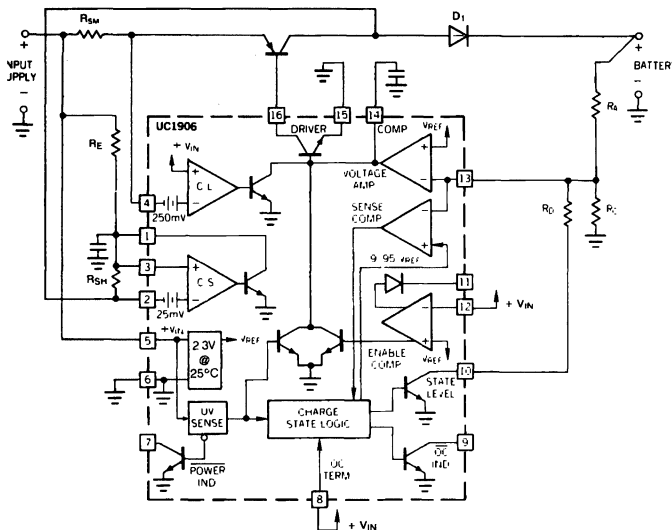 RSM
D1
+
INPUT
SUPPLY
-
+
BATTERY
-
RA
16
15
14
UC1906
DRIVER
COMP
RE
+ VIN
VREF
+
-
C L
+
-
VOLTAGE
AMP
13
4
250mV
SENSE
COMP
-
+
RD
RC
1
9 95 VREF
3
RSH
2
+
-
C S
25mV
11
12
+ VIN
-
+
+VIN
5
2 3V
@
25°C
VREF
ENABLE
COMP
VREF
10
STATE
LEVEL
6
UV
SENSE
CHARGE
STATE LOGIC
7
POWER
IND
OC
TERM
OC
IND
9
8
+ VIN